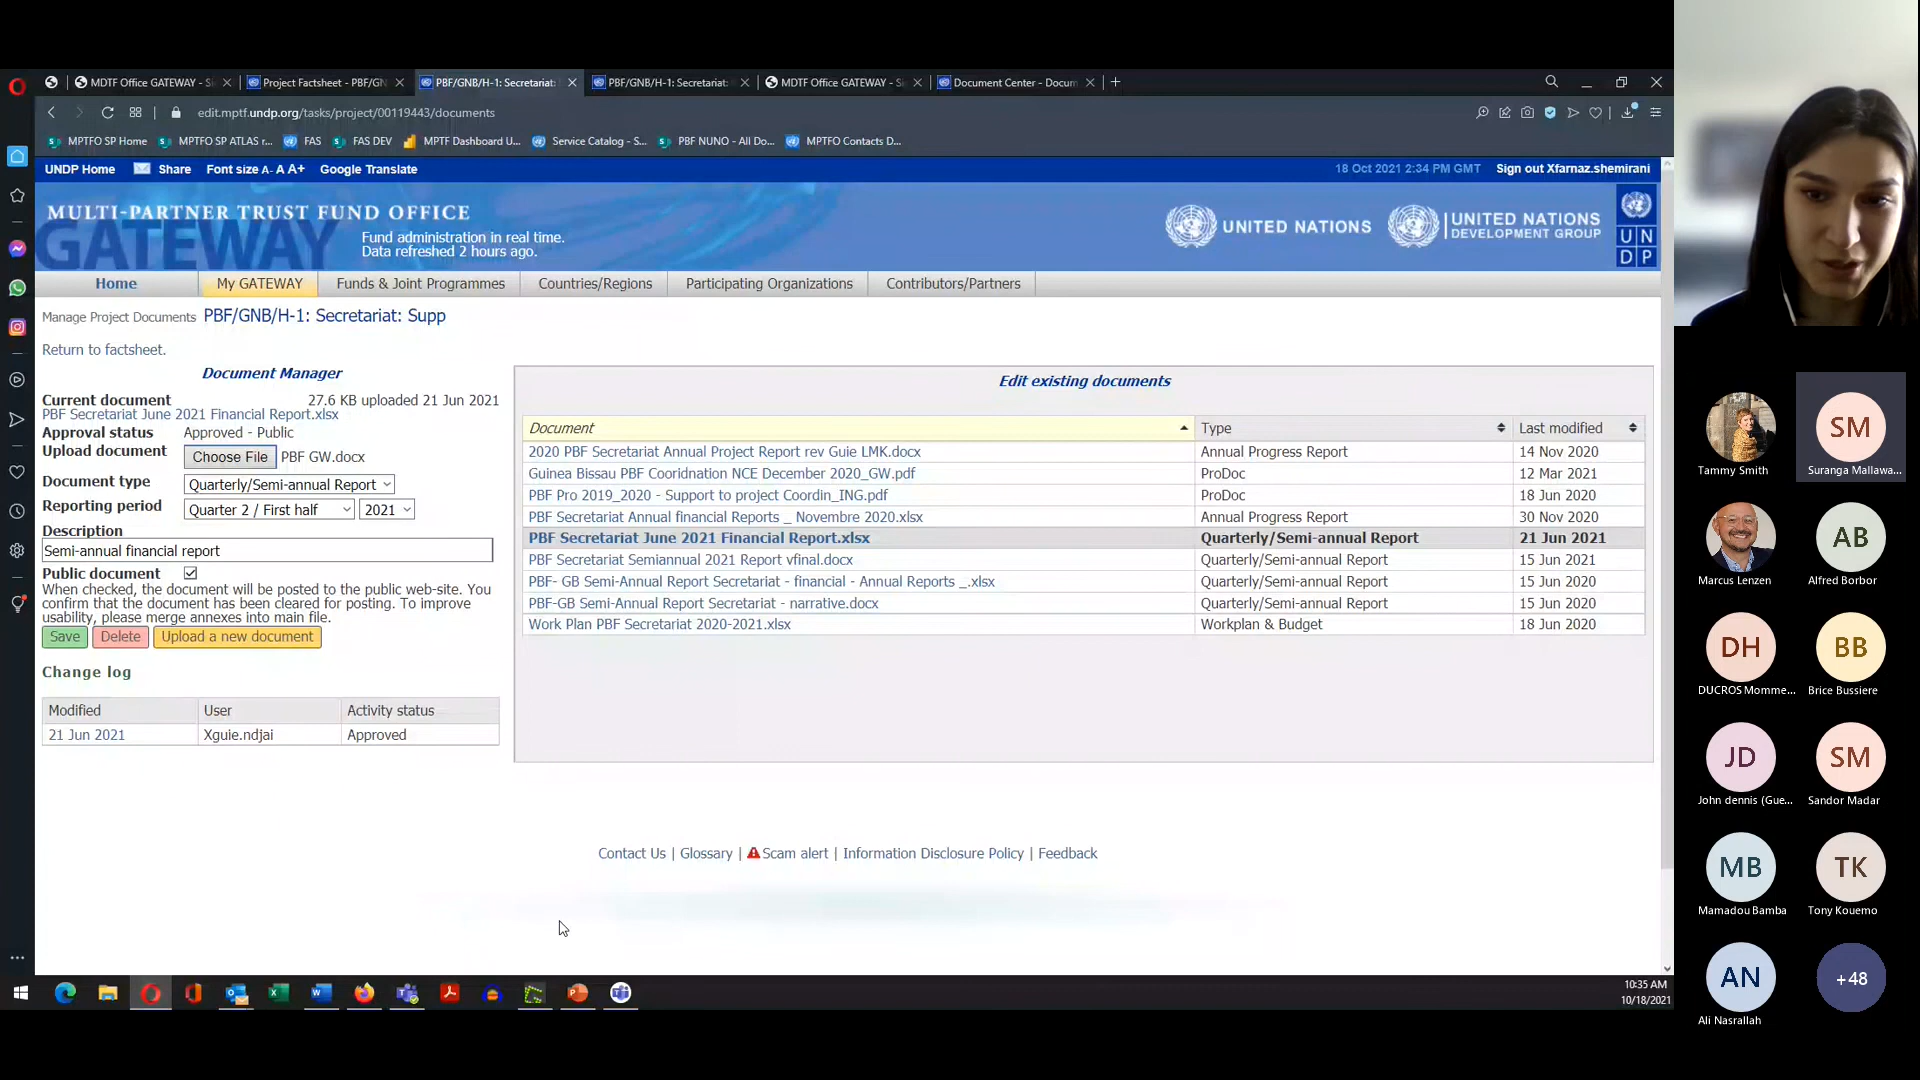 MDTF Office GATEWAY - S
Project Factsheet - PBF/GN
PBF/GNB/H-1: Secretariat:
PBF/GNB/H-1: Secretariat:
MDTF Office GATEWAY - S
Document Center - Docum
edit.mptf.undp.org/tasks/project/00119443/documents
MPTFO SP Home
MPTFO SP ATLAS r...
FAS
FAS DEV
MPTF Dashboard U...
Service Catalog - S...
PBF NUNO - All Do...
MPTFO Contacts D...
UNDP Home Share Font size A- A A+ Google Translate
18 Oct 2021 2:34 PM GMT Sign out Xfarnaz.shemirani
MULTI-PARTNER TRUST FUND OFFICE
GATEWAY
Fund administration in real time.
Data refreshed 2 hours ago.
UNITED NATIONS
UNITED NATIONS
DEVELOPMENT GROUP
U N
D P
Home My GATEWAY Funds & Joint Programmes Countries/Regions Participating Organizations Contributors/Partners
Manage Project Documents PBF/GNB/H-1: Secretariat: Supp
Return to factsheet.
Document Manager
Current document 27.6 KB uploaded 21 Jun 2021
PBF Secretariat June 2021 Financial Report.xlsx
Approval status Approved - Public
Upload document Choose File PBF GW.docx
Document type Quarterly/Semi-annual Report
Reporting period Quarter 2 / First half 2021
Description
Semi-annual financial report
Public document
When checked, the document will be posted to the public web-site. You
confirm that the document has been cleared for posting. To improve
usability, please merge annexes into main file.
Save Delete Upload a new document
Change log
Modified User Activity status
21 Jun 2021 Xguie.ndjai Approved
Edit existing documents
Document Type Last modified
2020 PBF Secretariat Annual Project Report rev Guie LMK.docx Annual Progress Report 14 Nov 2020
Guinea Bissau PBF Cooridnation NCE December 2020_GW.pdf ProDoc 12 Mar 2021
PBF Pro 2019_2020 - Support to project Coordin_ING.pdf ProDoc 18 Jun 2020
PBF Secretariat Annual financial Reports _ Novembre 2020.xlsx Annual Progress Report 30 Nov 2020
PBF Secretariat June 2021 Financial Report.xlsx Quarterly/Semi-annual Report 21 Jun 2021
PBF Secretariat Semiannual 2021 Report vfinal.docx Quarterly/Semi-annual Report 15 Jun 2021
PBF- GB Semi-Annual Report Secretariat - financial - Annual Reports _.xlsx Quarterly/Semi-annual Report 15 Jun 2020
PBF-GB Semi-Annual Report Secretariat - narrative.docx Quarterly/Semi-annual Report 15 Jun 2020
Work Plan PBF Secretariat 2020-2021.xlsx Workplan & Budget 18 Jun 2020
Contact Us | Glossary | Scam alert | Information Disclosure Policy | Feedback
10:35 AM
10/18/2021
SM
Tammy Smith
Suranga Mallawa...
AB
Marcus Lenzen
Alfred Borbor
DH
BB
DUCROS Momme...
Brice Bussiere
JD
SM
John dennis (Gue...
Sandor Madar
MB
TK
Mamadou Bamba
Tony Kouemo
AN
+48
Ali Nasrallah